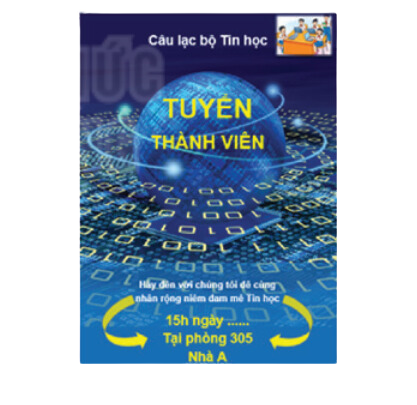 Câu lạc bộ Tin học
TUYỂN
THÀNH VIÊN
Hãy đến với chúng tôi để cùng
nhân rộng niềm đam mê Tin học
15h ngày ......
Tại phòng 305
Nhà A